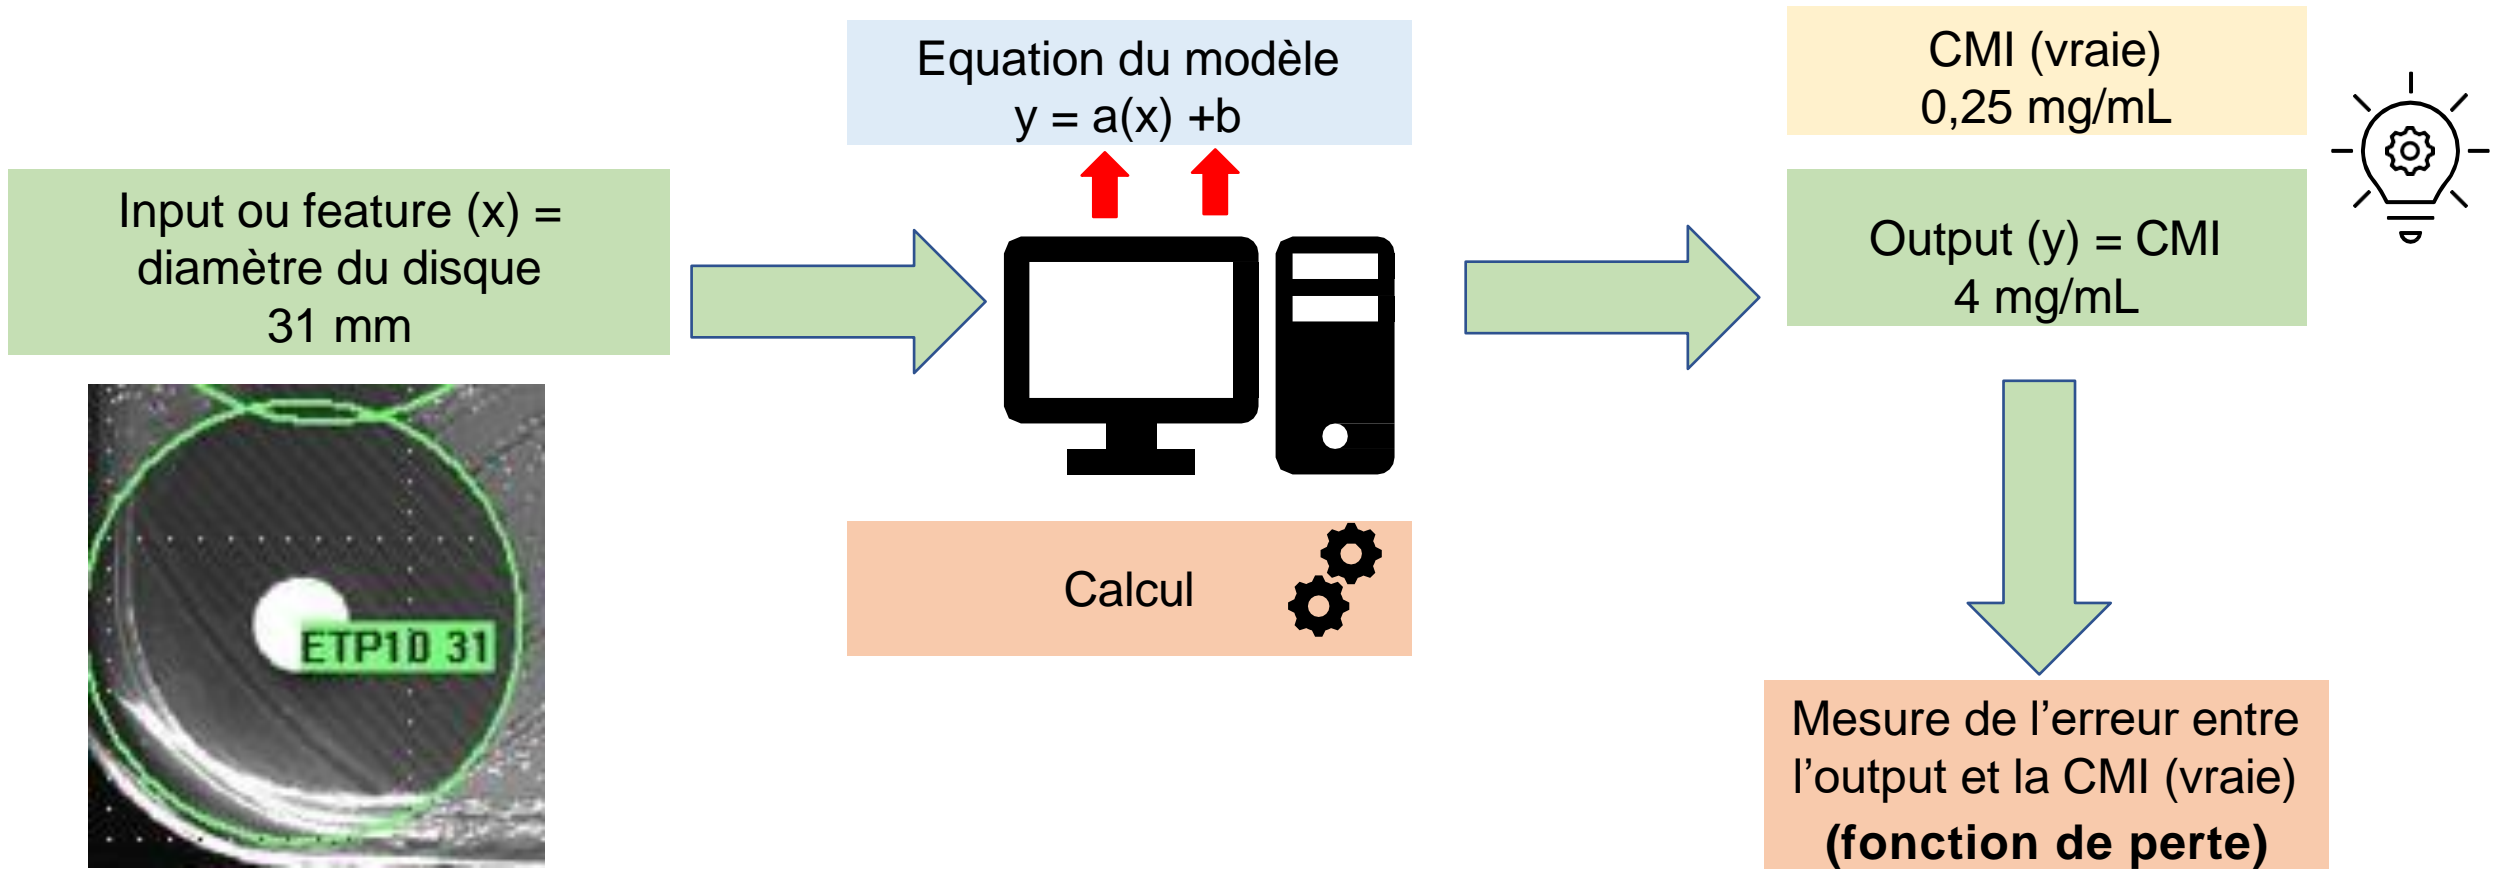 Equation du modèle
y = a(x) +b
CMI (vraie)
0,25 mg/mL
Input ou feature (x) =
diamètre du disque
31 mm
Output (y) = CMI
4 mg/mL
ETP10 31
Calcul
Mesure de l’erreur entre
l’output et la CMI (vraie)
(fonction de perte)